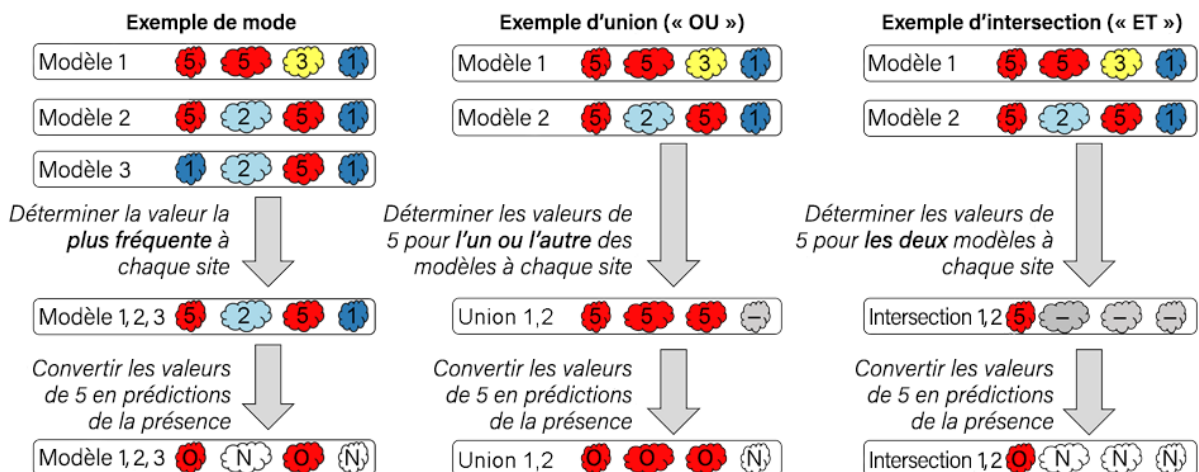 Exemple de mode
Modèle 1 5 5 3 1
Modèle 2 5 2 5 1
Modèle 3 1 2 5 1
Déterminer la valeur la
plus fréquente à
chaque site
Modèle 1, 2, 3 5 2 5 1
Convertir les valeurs
de 5 en prédictions
de la présence
Modèle 1, 2, 3 O N O N
Exemple d'union (« OU »)
Modèle 1 5 5 3 1
Modèle 2 5 2 5 1
Déterminer les valeurs de
5 pour l'un ou l'autre des
modèles à chaque site
Union 1,2 5 5 5 –
Convertir les valeurs
de 5 en prédictions
de la présence
Union 1,2 O O O N
Exemple d'intersection (« ET »)
Modèle 1 5 5 3 1
Modèle 2 5 2 5 1
Déterminer les valeurs de
5 pour les deux modèles à
chaque site
Intersection 1,2 5 – – –
Convertir les valeurs
de 5 en prédictions
de la présence
Intersection 1,2 O N N N